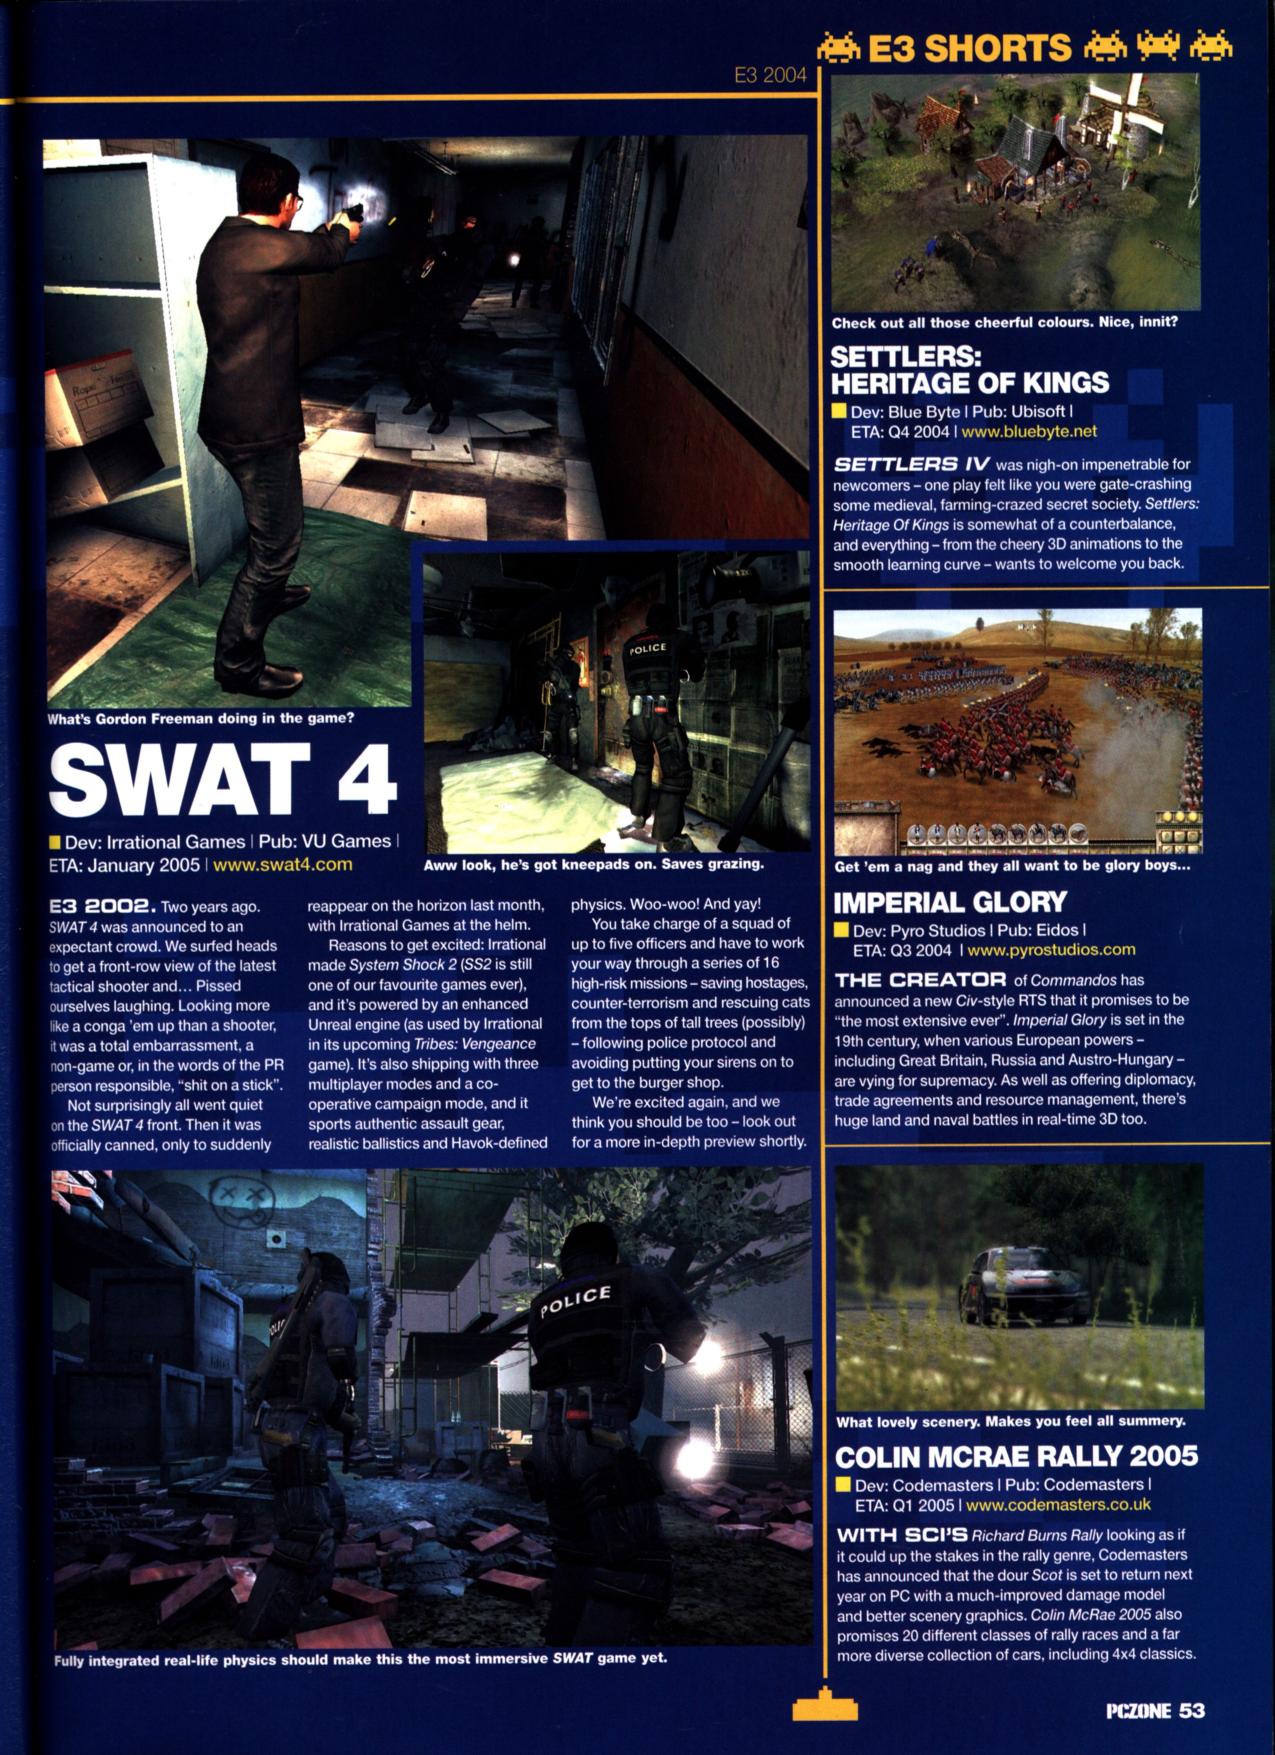 E3 2004
What's Gordon Freeman doing in the game?
POLICE
Aww look, he's got kneepads on. Saves grazing.
SWAT 4
Dev: Irrational Games | Pub: VU Games |
ETA: January 2005 | www.swat4.com
E3 2002. Two years ago.
SWAT 4 was announced to an
expectant crowd. We surfed heads
to get a front-row view of the latest
tactical shooter and... Pissed
ourselves laughing. Looking more
like a conga 'em up than a shooter,
it was a total embarrassment, a
non-game or, in the words of the PR
person responsible, "shit on a stick".
Not surprisingly all went quiet
on the SWAT 4 front. Then it was
officially canned, only to suddenly
reappear on the horizon last month,
with Irrational Games at the helm.
Reasons to get excited: Irrational
made System Shock 2 (SS2 is still
one of our favourite games ever),
and it's powered by an enhanced
Unreal engine (as used by Irrational
in its upcoming Tribes: Vengeance
game). It's also shipping with three
multiplayer modes and a co-
operative campaign mode, and it
sports authentic assault gear,
realistic ballistics and Havok-defined
physics. Woo-woo! And yay!
You take charge of a squad of
up to five officers and have to work
your way through a series of 16
high-risk missions – saving hostages,
counter-terrorism and rescuing cats
from the tops of tall trees (possibly)
– following police protocol and
avoiding putting your sirens on to
get to the burger shop.
We're excited again, and we
think you should be too – look out
for a more in-depth preview shortly.
POLICE
Fully integrated real-life physics should make this the most immersive SWAT game yet.
E3 SHORTS
Check out all those cheerful colours. Nice, innit?
SETTLERS:
HERITAGE OF KINGS
Dev: Blue Byte | Pub: Ubisoft |
ETA: Q4 2004 | www.bluebyte.net
SETTLERS IV was nigh-on impenetrable for
newcomers – one play felt like you were gate-crashing
some medieval, farming-crazed secret society. Settlers:
Heritage Of Kings is somewhat of a counterbalance,
and everything – from the cheery 3D animations to the
smooth learning curve – wants to welcome you back.
Get 'em a nag and they all want to be glory boys...
IMPERIAL GLORY
Dev: Pyro Studios | Pub: Eidos |
ETA: Q3 2004 | www.pyrostudios.com
THE CREATOR of Commandos has
announced a new Civ-style RTS that it promises to be
"the most extensive ever". Imperial Glory is set in the
19th century, when various European powers –
including Great Britain, Russia and Austro-Hungary –
are vying for supremacy. As well as offering diplomacy,
trade agreements and resource management, there's
huge land and naval battles in real-time 3D too.
What lovely scenery. Makes you feel all summery.
COLIN MCRAE RALLY 2005
Dev: Codemasters | Pub: Codemasters |
ETA: Q1 2005 | www.codemasters.co.uk
WITH SCI'S Richard Burns Rally looking as if
it could up the stakes in the rally genre, Codemasters
has announced that the dour Scot is set to return next
year on PC with a much-improved damage model
and better scenery graphics. Colin McRae 2005 also
promises 20 different classes of rally races and a far
more diverse collection of cars, including 4x4 classics.
PCZONE 53